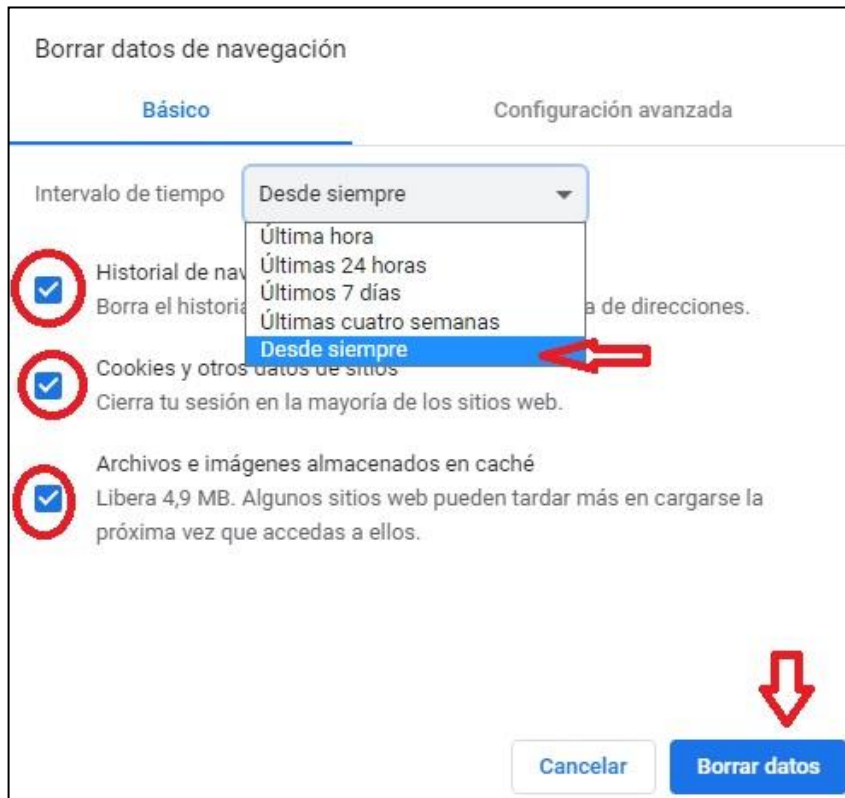 Borrar datos de navegación
Básico Configuración avanzada
Intervalo de tiempo Desde siempre
Última hora
Últimas 24 horas
Últimos 7 días
Últimas cuatro semanas
Desde siempre
Historial de
Borra el de direcciones.
Cookies y otros datos de sitios
Cierra tu sesión en la mayoría de los sitios web.
Archivos e imágenes almacenados en caché
Libera 4,9 MB. Algunos sitios web pueden tardar más en cargarse la
próxima vez que accedas a ellos.
Cancelar Borrar datos